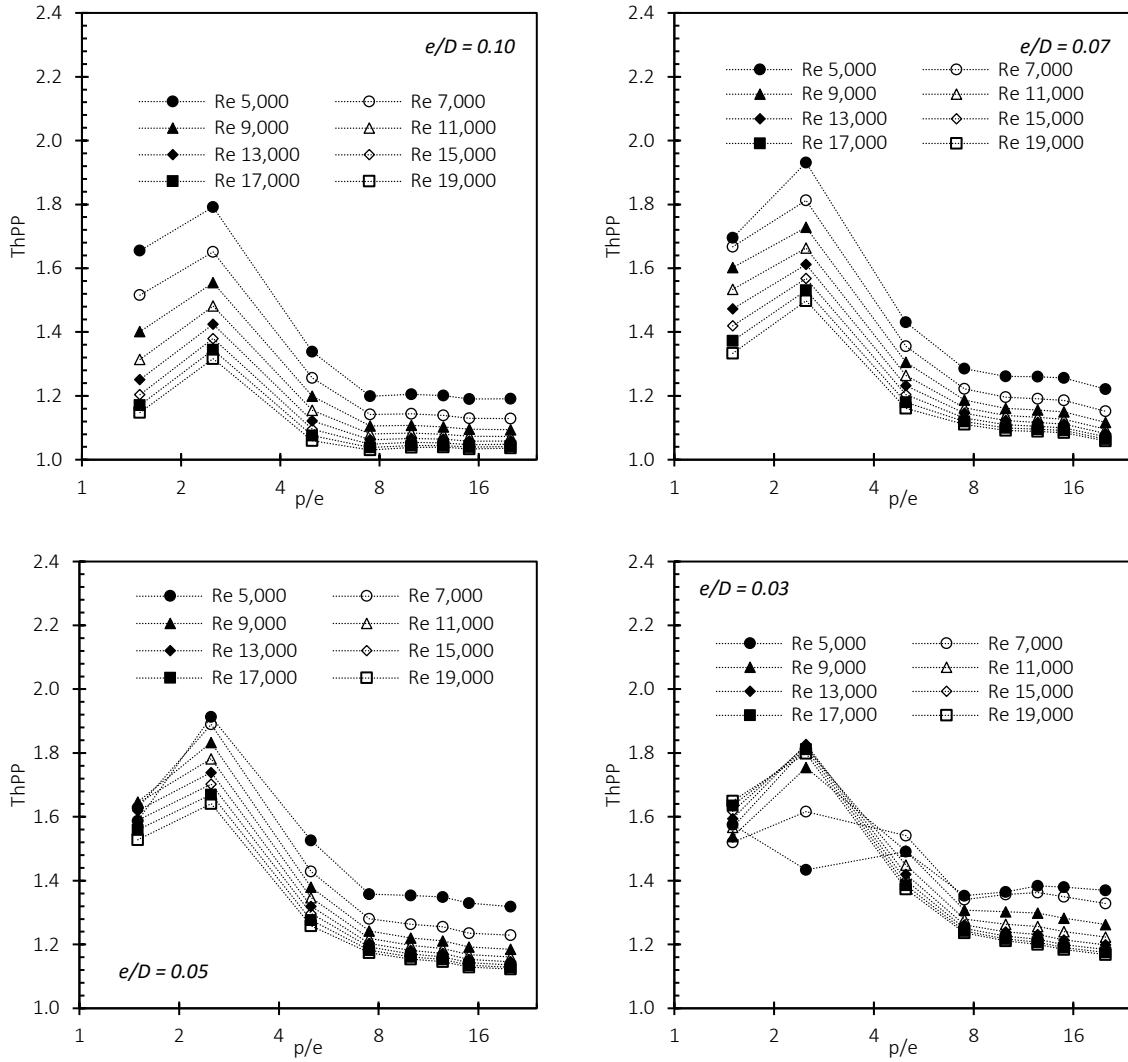 2.4
2.2
2.0
1.8
1.6
1.4
1.2
1.0
ThPP
e/D = 0.10
Re 5,000 Re 7,000
Re 9,000 Re 11,000
Re 13,000 Re 15,000
Re 17,000 Re 19,000
1 2 4 8 16
p/e
2.4
2.2
2.0
1.8
1.6
1.4
1.2
1.0
ThPP
e/D = 0.07
Re 5,000 Re 7,000
Re 9,000 Re 11,000
Re 13,000 Re 15,000
Re 17,000 Re 19,000
1 2 4 8 16
p/e
2.4
2.2
2.0
1.8
1.6
1.4
1.2
1.0
ThPP
Re 5,000 Re 7,000
Re 9,000 Re 11,000
Re 13,000 Re 15,000
Re 17,000 Re 19,000
e/D = 0.05
1 2 4 8 16
p/e
2.4
2.2
2.0
1.8
1.6
1.4
1.2
1.0
ThPP
e/D = 0.03
Re 5,000 Re 7,000
Re 9,000 Re 11,000
Re 13,000 Re 15,000
Re 17,000 Re 19,000
1 2 4 8 16
p/e